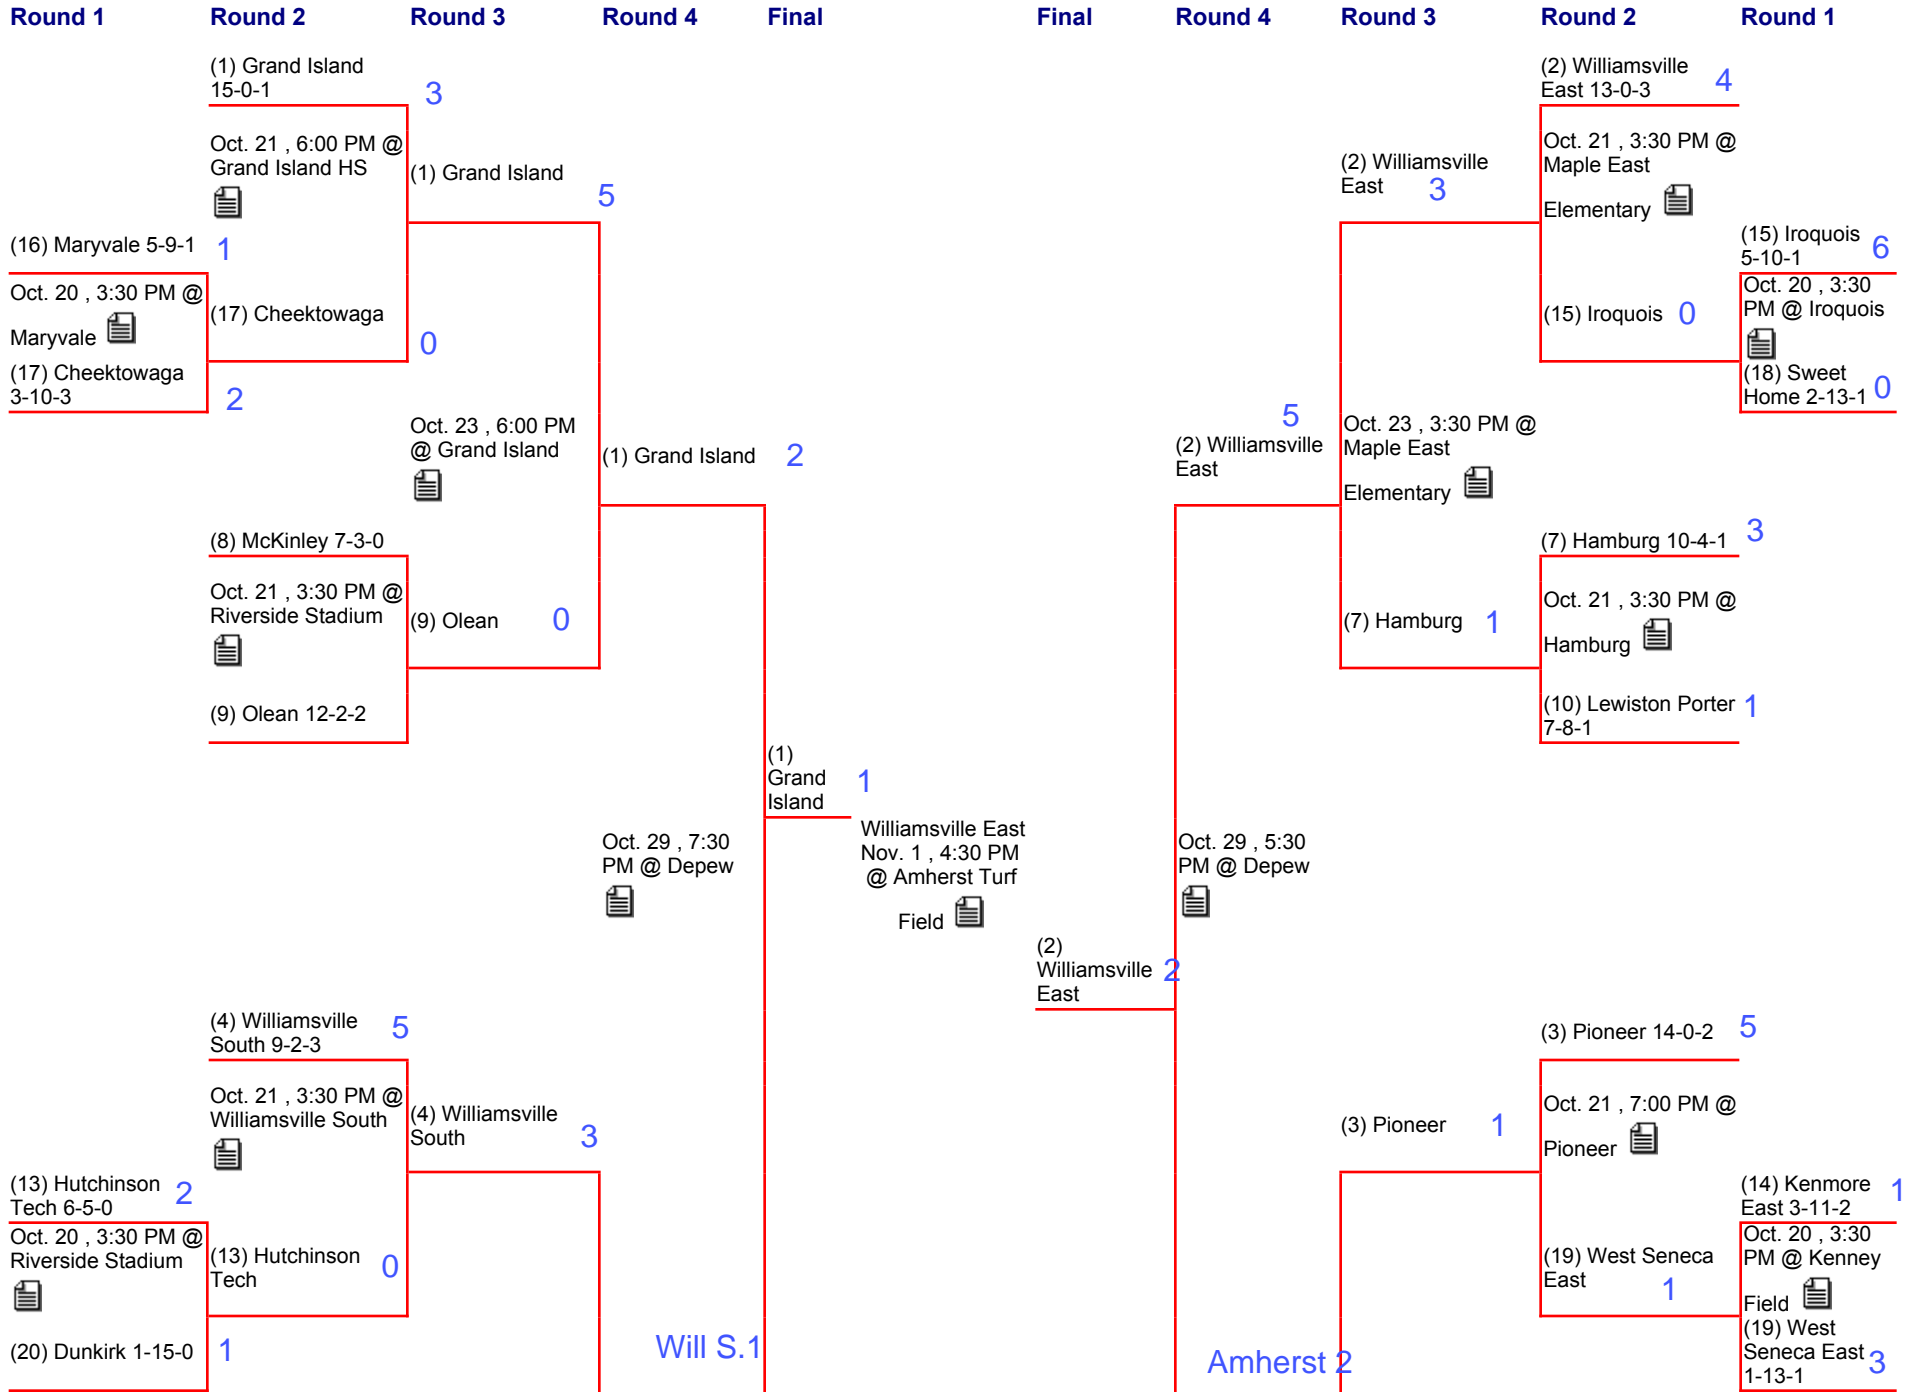 Round 1 Round 2 Round 3 Round 4 Final Final Round 4 Round 3 Round 2 Round 1
(1) Grand Island
15-0-1
3
Oct. 21 , 6:00 PM @
Grand Island HS
(1) Grand Island
5
(16) Maryvale 5-9-1 1
Oct. 20 , 3:30 PM @
Maryvale
(17) Cheektowaga
0
(17) Cheektowaga
3-10-3
2
Oct. 23 , 6:00 PM
@ Grand Island
(1) Grand Island 2
(8) McKinley 7-3-0
Oct. 21 , 3:30 PM @
Riverside Stadium
(9) Olean 0
(9) Olean 12-2-2
(1)
Grand
Island
1
Oct. 29 , 7:30
PM @ Depew
Williamsville East
Nov. 1 , 4:30 PM
@ Amherst Turf
Field
(4) Williamsville
South 9-2-3
5
Oct. 21 , 3:30 PM @
Williamsville South
(4) Williamsville
South
3
(13) Hutchinson
Tech 6-5-0
2
Oct. 20 , 3:30 PM @
Riverside Stadium
(13) Hutchinson
Tech
0
(20) Dunkirk 1-15-0 1
Will S.1
(2) Williamsville
East 13-0-3
4
Oct. 21 , 3:30 PM @
Maple East
Elementary
(2) Williamsville
East
3
(15) Iroquois
5-10-1
6
Oct. 20 , 3:30
PM @ Iroquois
(15) Iroquois 0
(18) Sweet
Home 2-13-1
0
5
(2) Williamsville
East
Oct. 23 , 3:30 PM @
Maple East
Elementary
(7) Hamburg 10-4-1 3
Oct. 21 , 3:30 PM @
Hamburg
(7) Hamburg 1
(10) Lewiston Porter
7-8-1
1
Oct. 29 , 5:30
PM @ Depew
(2)
Williamsville
East
2
(3) Pioneer 14-0-2 5
Oct. 21 , 7:00 PM @
Pioneer
(3) Pioneer 1
(14) Kenmore
East 3-11-2
1
Oct. 20 , 3:30
PM @ Kenney
Field
(19) West Seneca
East
1
(19) West
Seneca East
1-13-1
3
Amherst 2